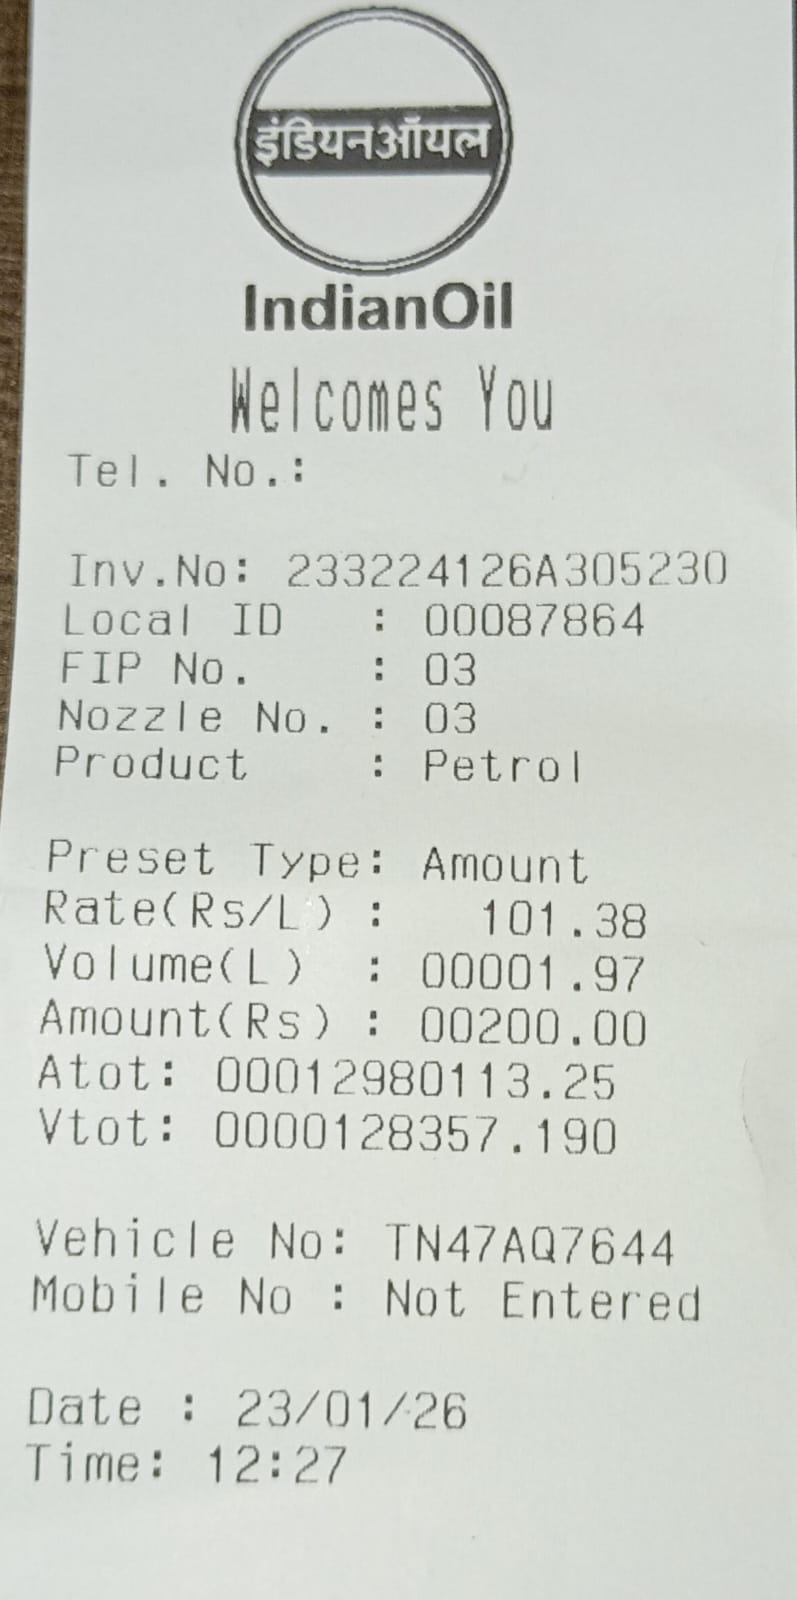 इंडियनऑयल
IndianOil
Welcomes You
Tel. No.:
Inv.No: 233224126A305230
Local ID : 00087864
FIP No. : 03
Nozzle No. : 03
Product : Petrol
Preset Type: Amount
Rate(Rs/L) : 101.38
Volume(L) : 00001.97
Amount(Rs) : 00200.00
Atot: 00012980113.25
Vtot: 0000128357.190
Vehicle No: TN47AQ7644
Mobile No : Not Entered
Date : 23/01/26
Time: 12:27